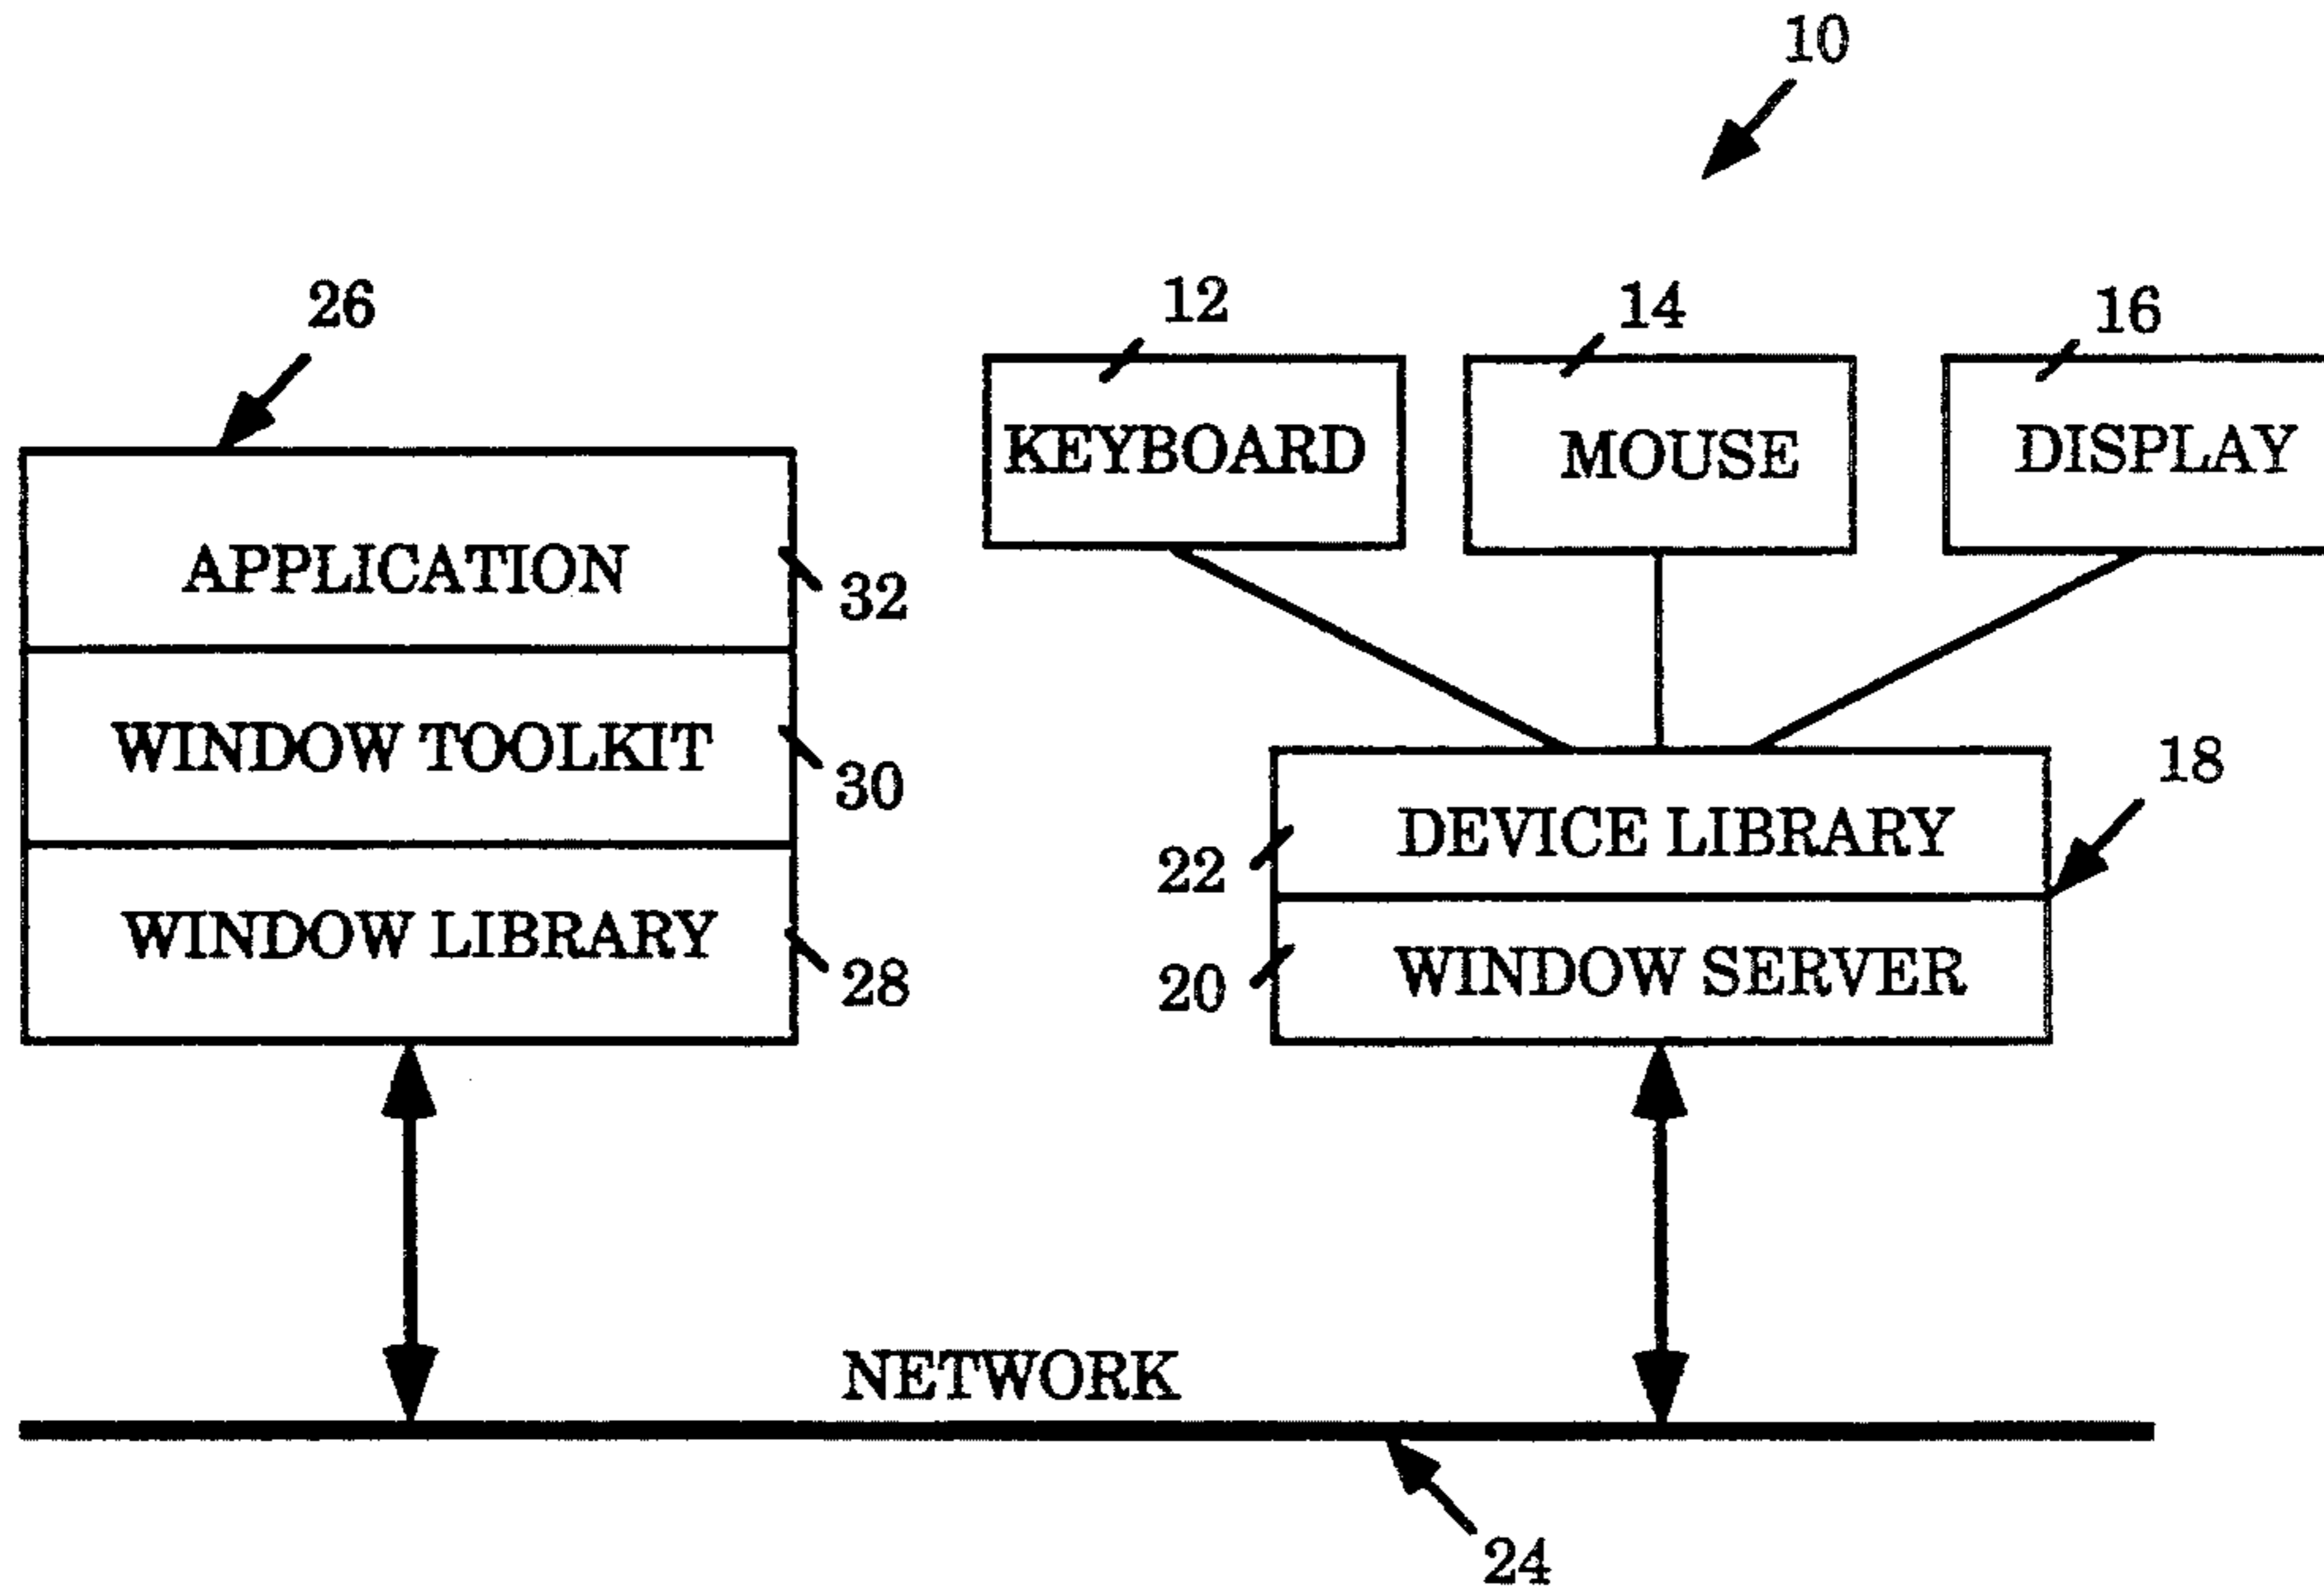 10
26
12
14
16
KEYBOARD
MOUSE
DISPLAY
APPLICATION
32
WINDOW TOOLKIT
30
18
DEVICE LIBRARY
22
WINDOW LIBRARY
28
WINDOW SERVER
20
NETWORK
24